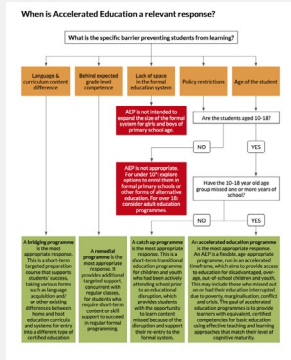 When is Accelerated Education a relevant response?
What is the specific barrier preventing students from learning?
Language &
curriculum content
difference
Behind expected
grade level
competence
Lack of space
in the formal
education system
Policy restrictions
Age of the student
AEP is not intended to
expand the size of the formal
system for girls and boys of
primary school age.
Are the students aged 10-18?
NO
YES
AEP is not appropriate.
For under 10*: explore
options to enrol them in
formal primary schools or
other forms of alternative
education. For over 18:
consider adult education
programmes.
Have the 10-18 year old age
group missed one or more years of
school?
NO
YES
A bridging programme
is the most
appropriate response.
This is a short-term
targeted preparation
course that supports
students' success,
taking various forms
such as language
acquisition and/
or other existing
differences between
home and host
education curricula
and systems for entry
into a different type of
certified education
A remedial
programme is the most
appropriate
response. It
provides additional
targeted support,
concurrent with
regular classes,
for students who
require short-term
content or skill
support to succeed
in regular formal
programming.
A catch up programme is the most
appropriate response. This is a
short-term transitional education
programme for children and youth
who had been actively
attending school prior
to an educational
disruption, which
provides students
with the opportunity
to learn content
missed because of the
disruption and support
their re-entry to the
formal system.
An accelerated education programme
is the most appropriate response.
As an AEP is a flexible, age-appropriate
programme, run in an accelerated
timeframe, which aims to provide access
to education for disadvantaged, over-
age, out-of-school children and youth.
This may include those who missed out
on or had their education interrupted
due to poverty, marginalisation, conflict
and crisis. The goal of accelerated
education programmes is to provide
learners with equivalent, certified
competencies for basic education
using effective teaching and learning
approaches that match their level of
cognitive maturity.